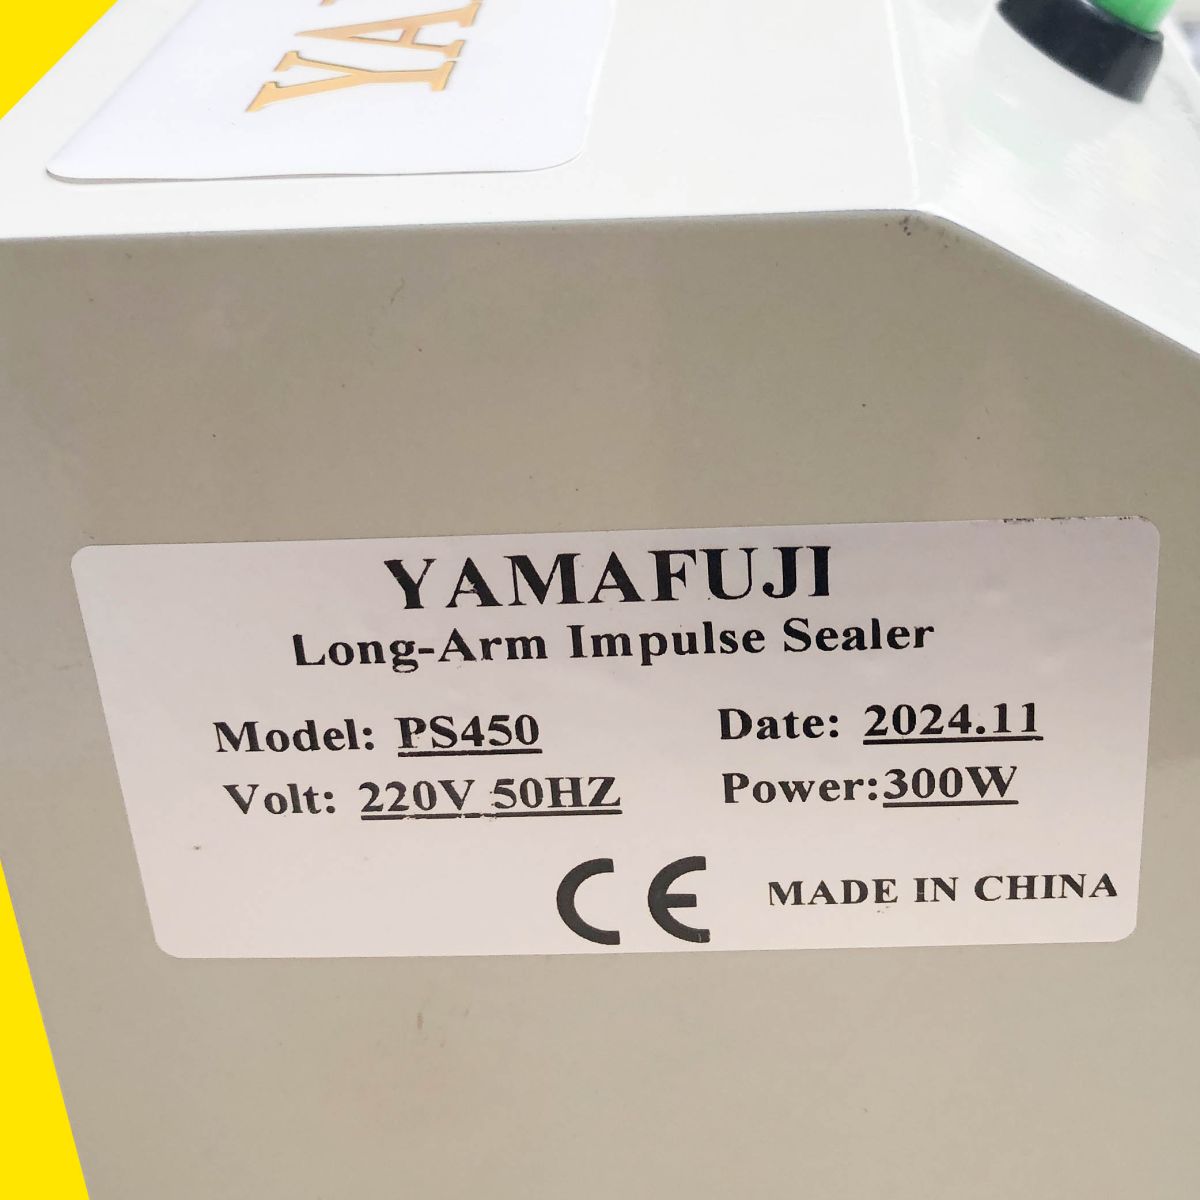 YA
YAMAFUJI
Long-Arm Impulse Sealer
Model: PS450 Date: 2024.11
Volt: 220V 50HZ Power:300W
CE MADE IN CHINA